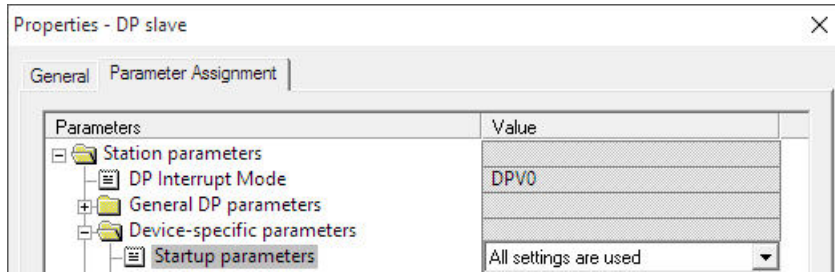 Properties - DP slave
General Parameter Assignment
Parameters Value
Station parameters
DP Interrupt Mode DPV0
General DP parameters
Device-specific parameters
Startup parameters All settings are used